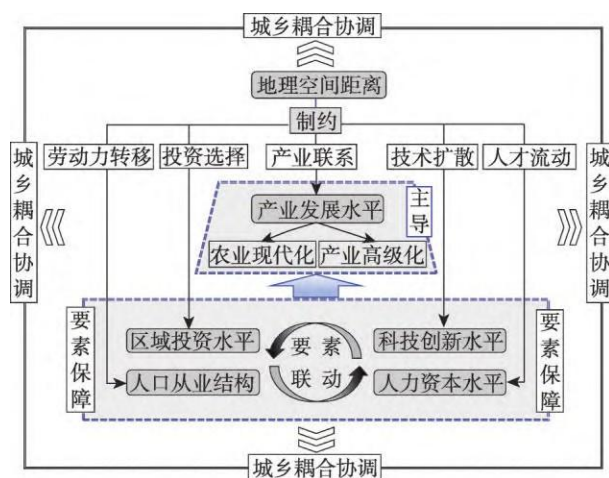 城乡耦合协调
地理空间距离
制约
劳动力转移 投资选择 产业联系 技术扩散 人才流动
城乡耦合协调
城乡耦合协调
产业发展水平
主导
农业现代化 产业高级化
要素保障
区域投资水平
要素
科技创新水平
要素保障
人口从业结构
联动
人力资本水平
城乡耦合协调